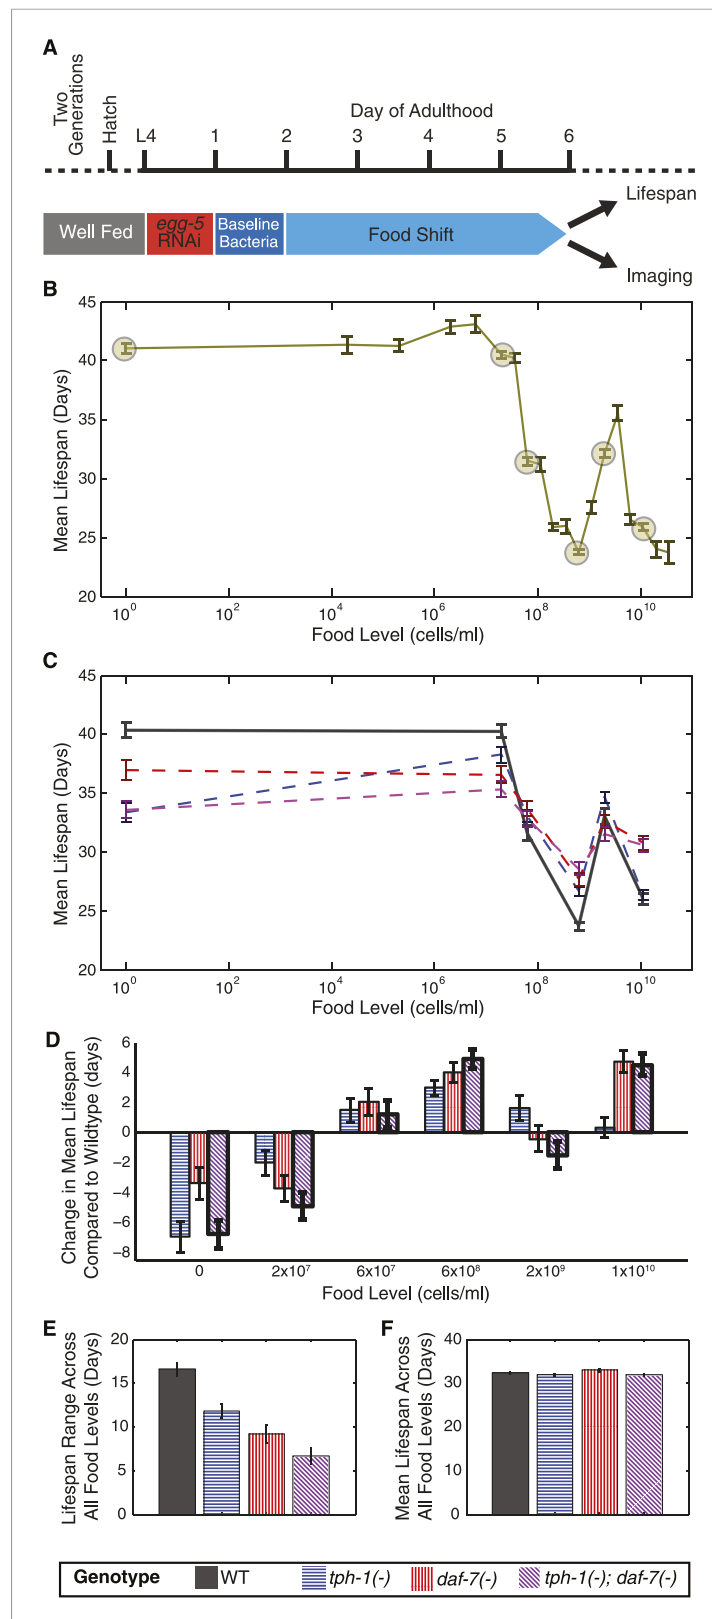 A
Two
Generations
Hatch
L4
Day of Adulthood
1 2 3 4 5 6
Well Fed
egg-5
RNAi
Baseline
Bacteria
Food Shift
Lifespan
Imaging
B
Mean Lifespan (Days)
45
40
35
30
25
20
10⁰ 10² 10⁴ 10⁶ 10⁸ 10¹⁰
Food Level (cells/ml)
C
Mean Lifespan (Days)
45
40
35
30
25
20
10⁰ 10² 10⁴ 10⁶ 10⁸ 10¹⁰
Food Level (cells/ml)
D
Change in Mean Lifespan
Compared to Wildtype (days)
6
4
2
0
−2
−4
−6
−8
0 2x10⁷ 6x10⁷ 6x10⁸ 2x10⁹ 1x10¹⁰
Food Level (cells/ml)
E
Lifespan Range Across
All Food Levels (Days)
20
15
10
5
0
F
Mean Lifespan Across
All Food Levels (Days)
40
30
20
10
0
Genotype WT tph-1(-) daf-7(-) tph-1(-); daf-7(-)